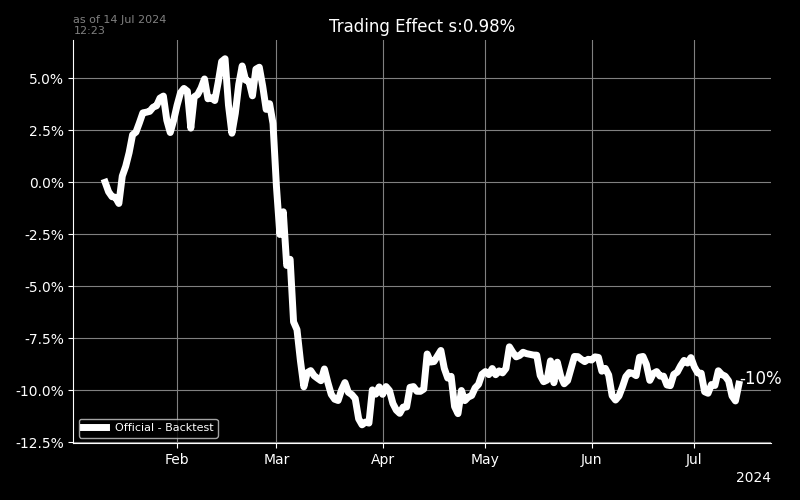 as of 14 Jul 2024
12:23
Trading Effect s:0.98%
5.0%
2.5%
0.0%
-2.5%
-5.0%
-7.5%
-10.0%
-12.5%
-10%
Official - Backtest
Feb Mar Apr May Jun Jul
2024